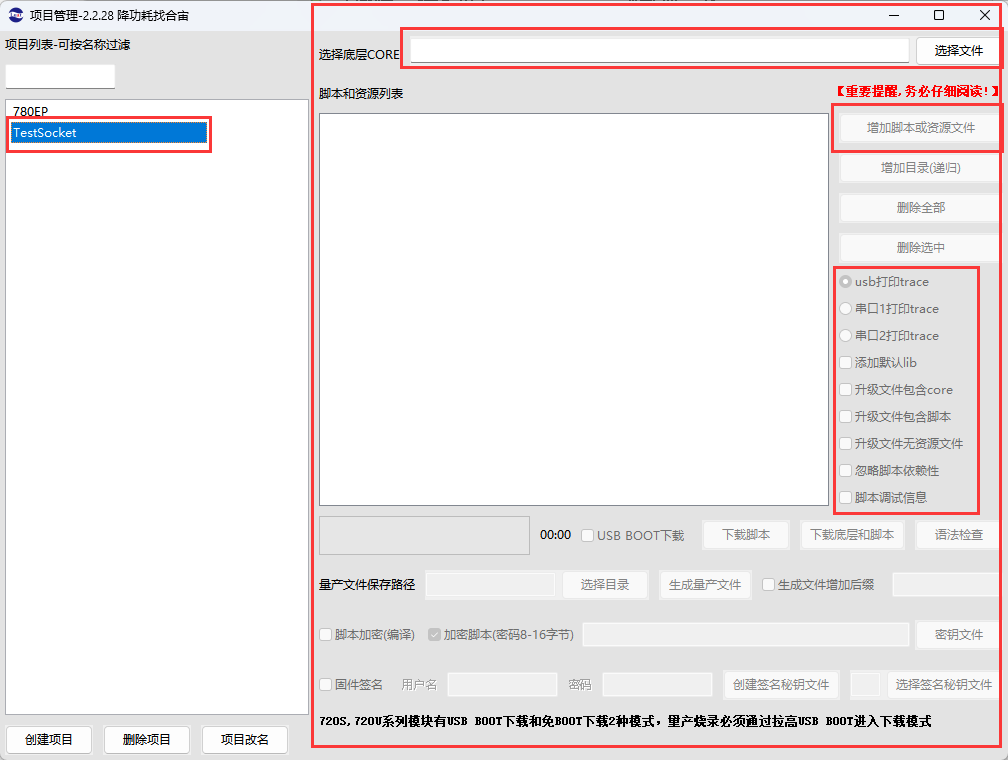 项目管理-2.2.28 降功耗找合宙
项目列表-可按名称过滤
780EP
TestSocket
创建项目
删除项目
项目改名
选择底层CORE
选择文件
脚本和资源列表
【重要提醒,务必仔细阅读!】
增加脚本或资源文件
增加目录(递归)
删除全部
删除选中
usb打印trace
串口1打印trace
串口2打印trace
添加默认lib
升级文件包含core
升级文件包含脚本
升级文件无资源文件
忽略脚本依赖性
脚本调试信息
00:00
USB BOOT下载
下载脚本
下载底层和脚本
语法检查
量产文件保存路径
选择目录
生成量产文件
生成文件增加后缀
脚本加密(编译)
加密脚本(密码8-16字节)
密钥文件
固件签名
用户名
密码
创建签名秘钥文件
选择签名秘钥文件
720S,720U系列模块有USB BOOT下载和免BOOT下载2种模式，量产烧录必须通过拉高USB BOOT进入下载模式